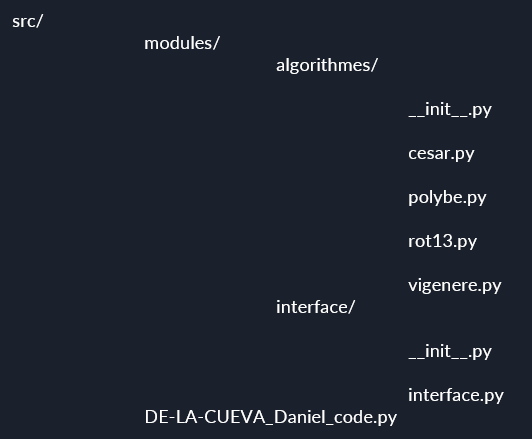 src/
modules/
algorithmes/
__init__.py
cesar.py
polybe.py
rot13.py
vigenere.py
interface/
__init__.py
interface.py
DE-LA-CUEVA_Daniel_code.py